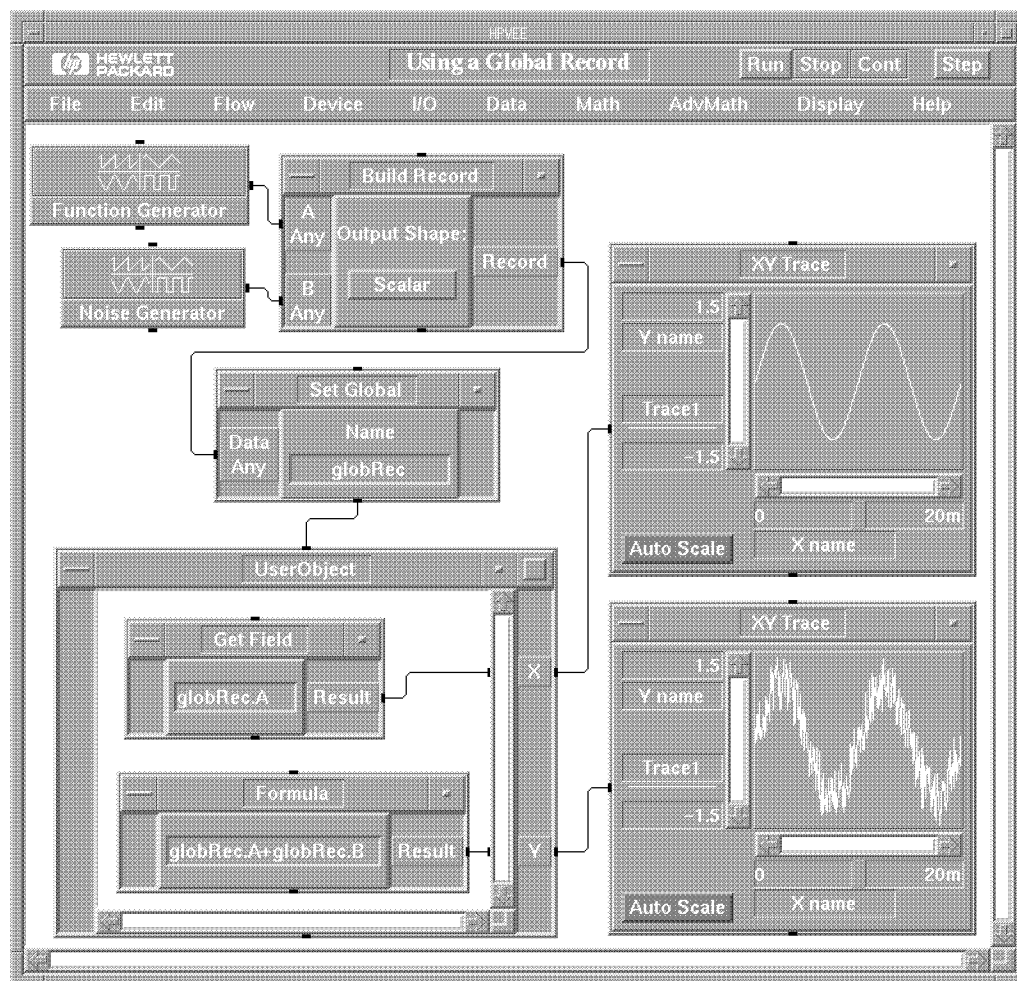 HPVEE
hp HEWLETT PACKARD
Using a Global Record
Run Stop Cont Step
File Edit Flow Device I/O Data Math AdvMath Display Help
Function Generator
Noise Generator
Build Record
A
Any
B
Any
Output Shape:
Scalar
Record
Set Global
Data
Any
Name
globRec
UserObject
Get Field
globRec.A
Result
X
Formula
globRec.A+globRec.B
Result
Y
XY Trace
1.5
Y name
Trace1
-1.5
0 20m
Auto Scale
X name
XY Trace
1.5
Y name
Trace1
-1.5
0 20m
Auto Scale
X name